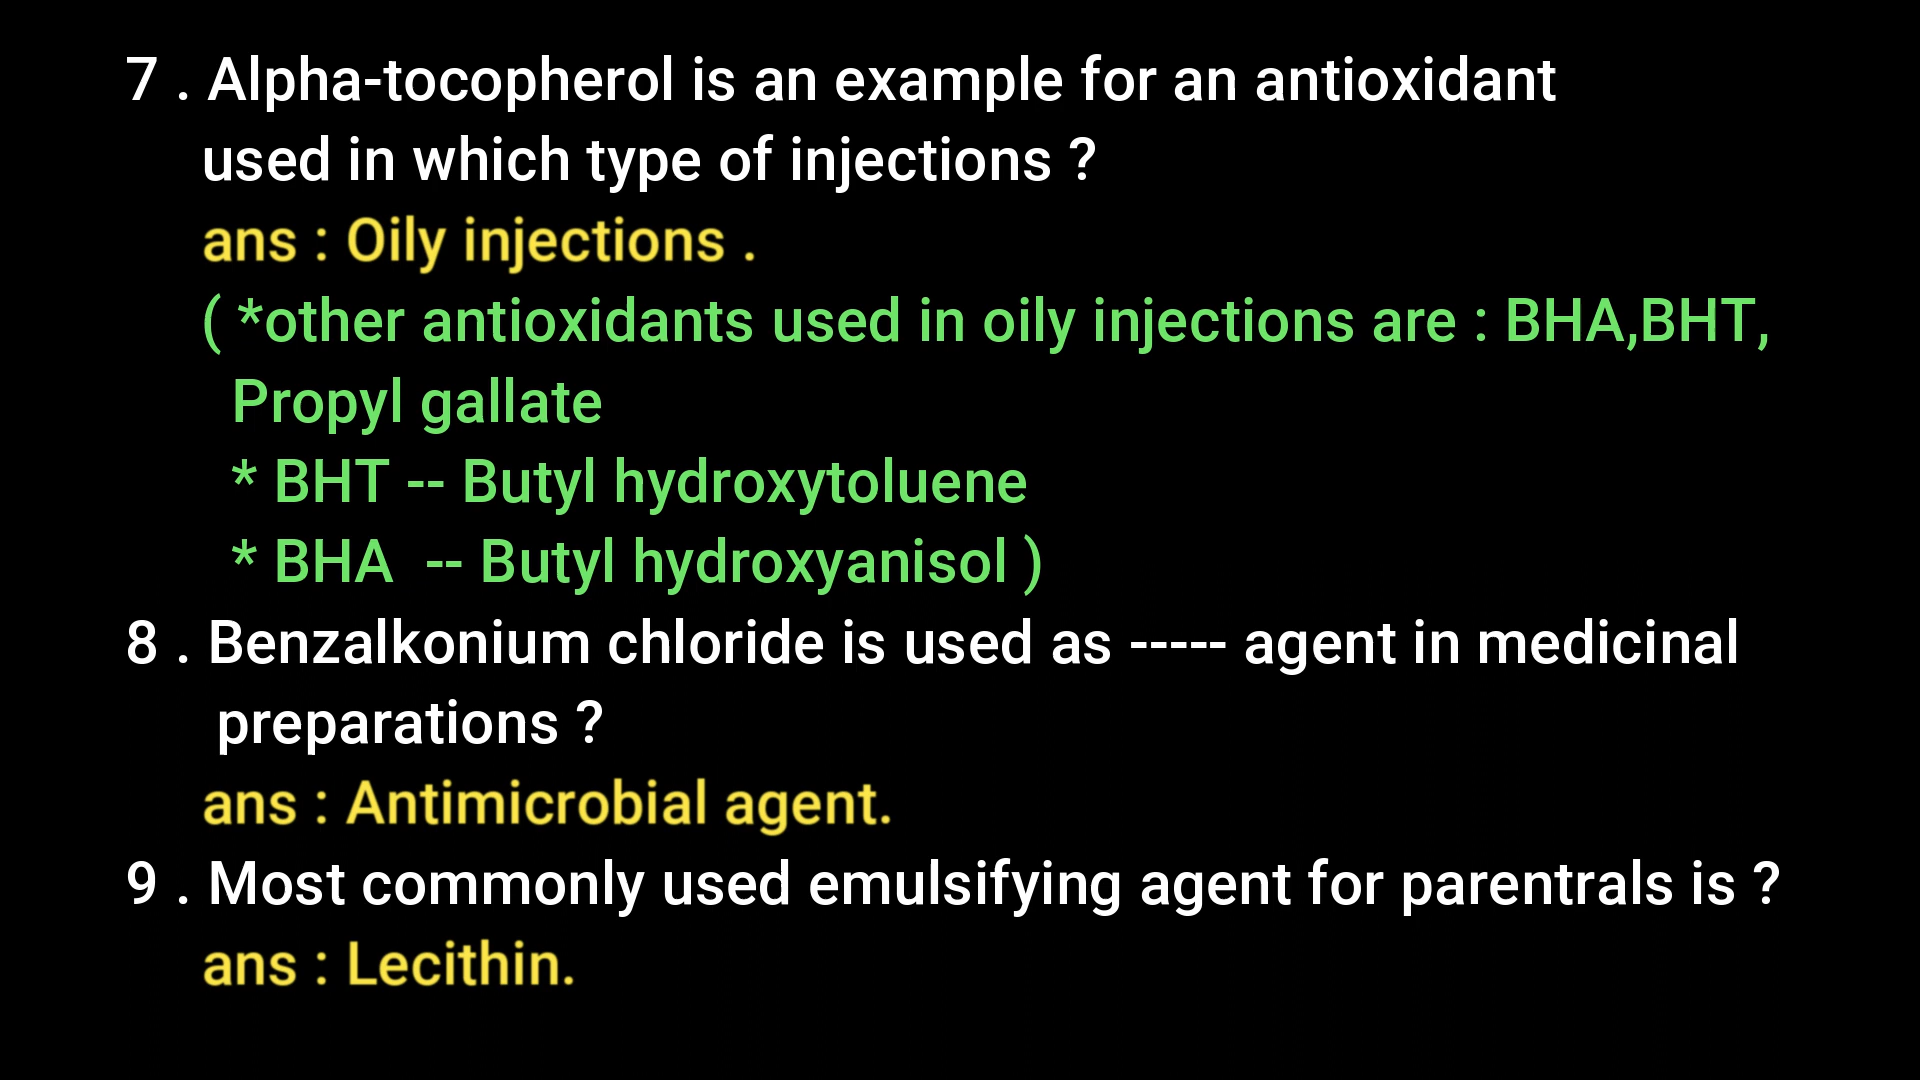 7 . Alpha-tocopherol is an example for an antioxidant
used in which type of injections ?
ans : Oily injections .
( *other antioxidants used in oily injections are : BHA,BHT,
Propyl gallate
* BHT -- Butyl hydroxytoluene
* BHA  -- Butyl hydroxyanisol )
8 . Benzalkonium chloride is used as ----- agent in medicinal
preparations ?
ans : Antimicrobial agent.
9 . Most commonly used emulsifying agent for parentrals is ?
ans : Lecithin.